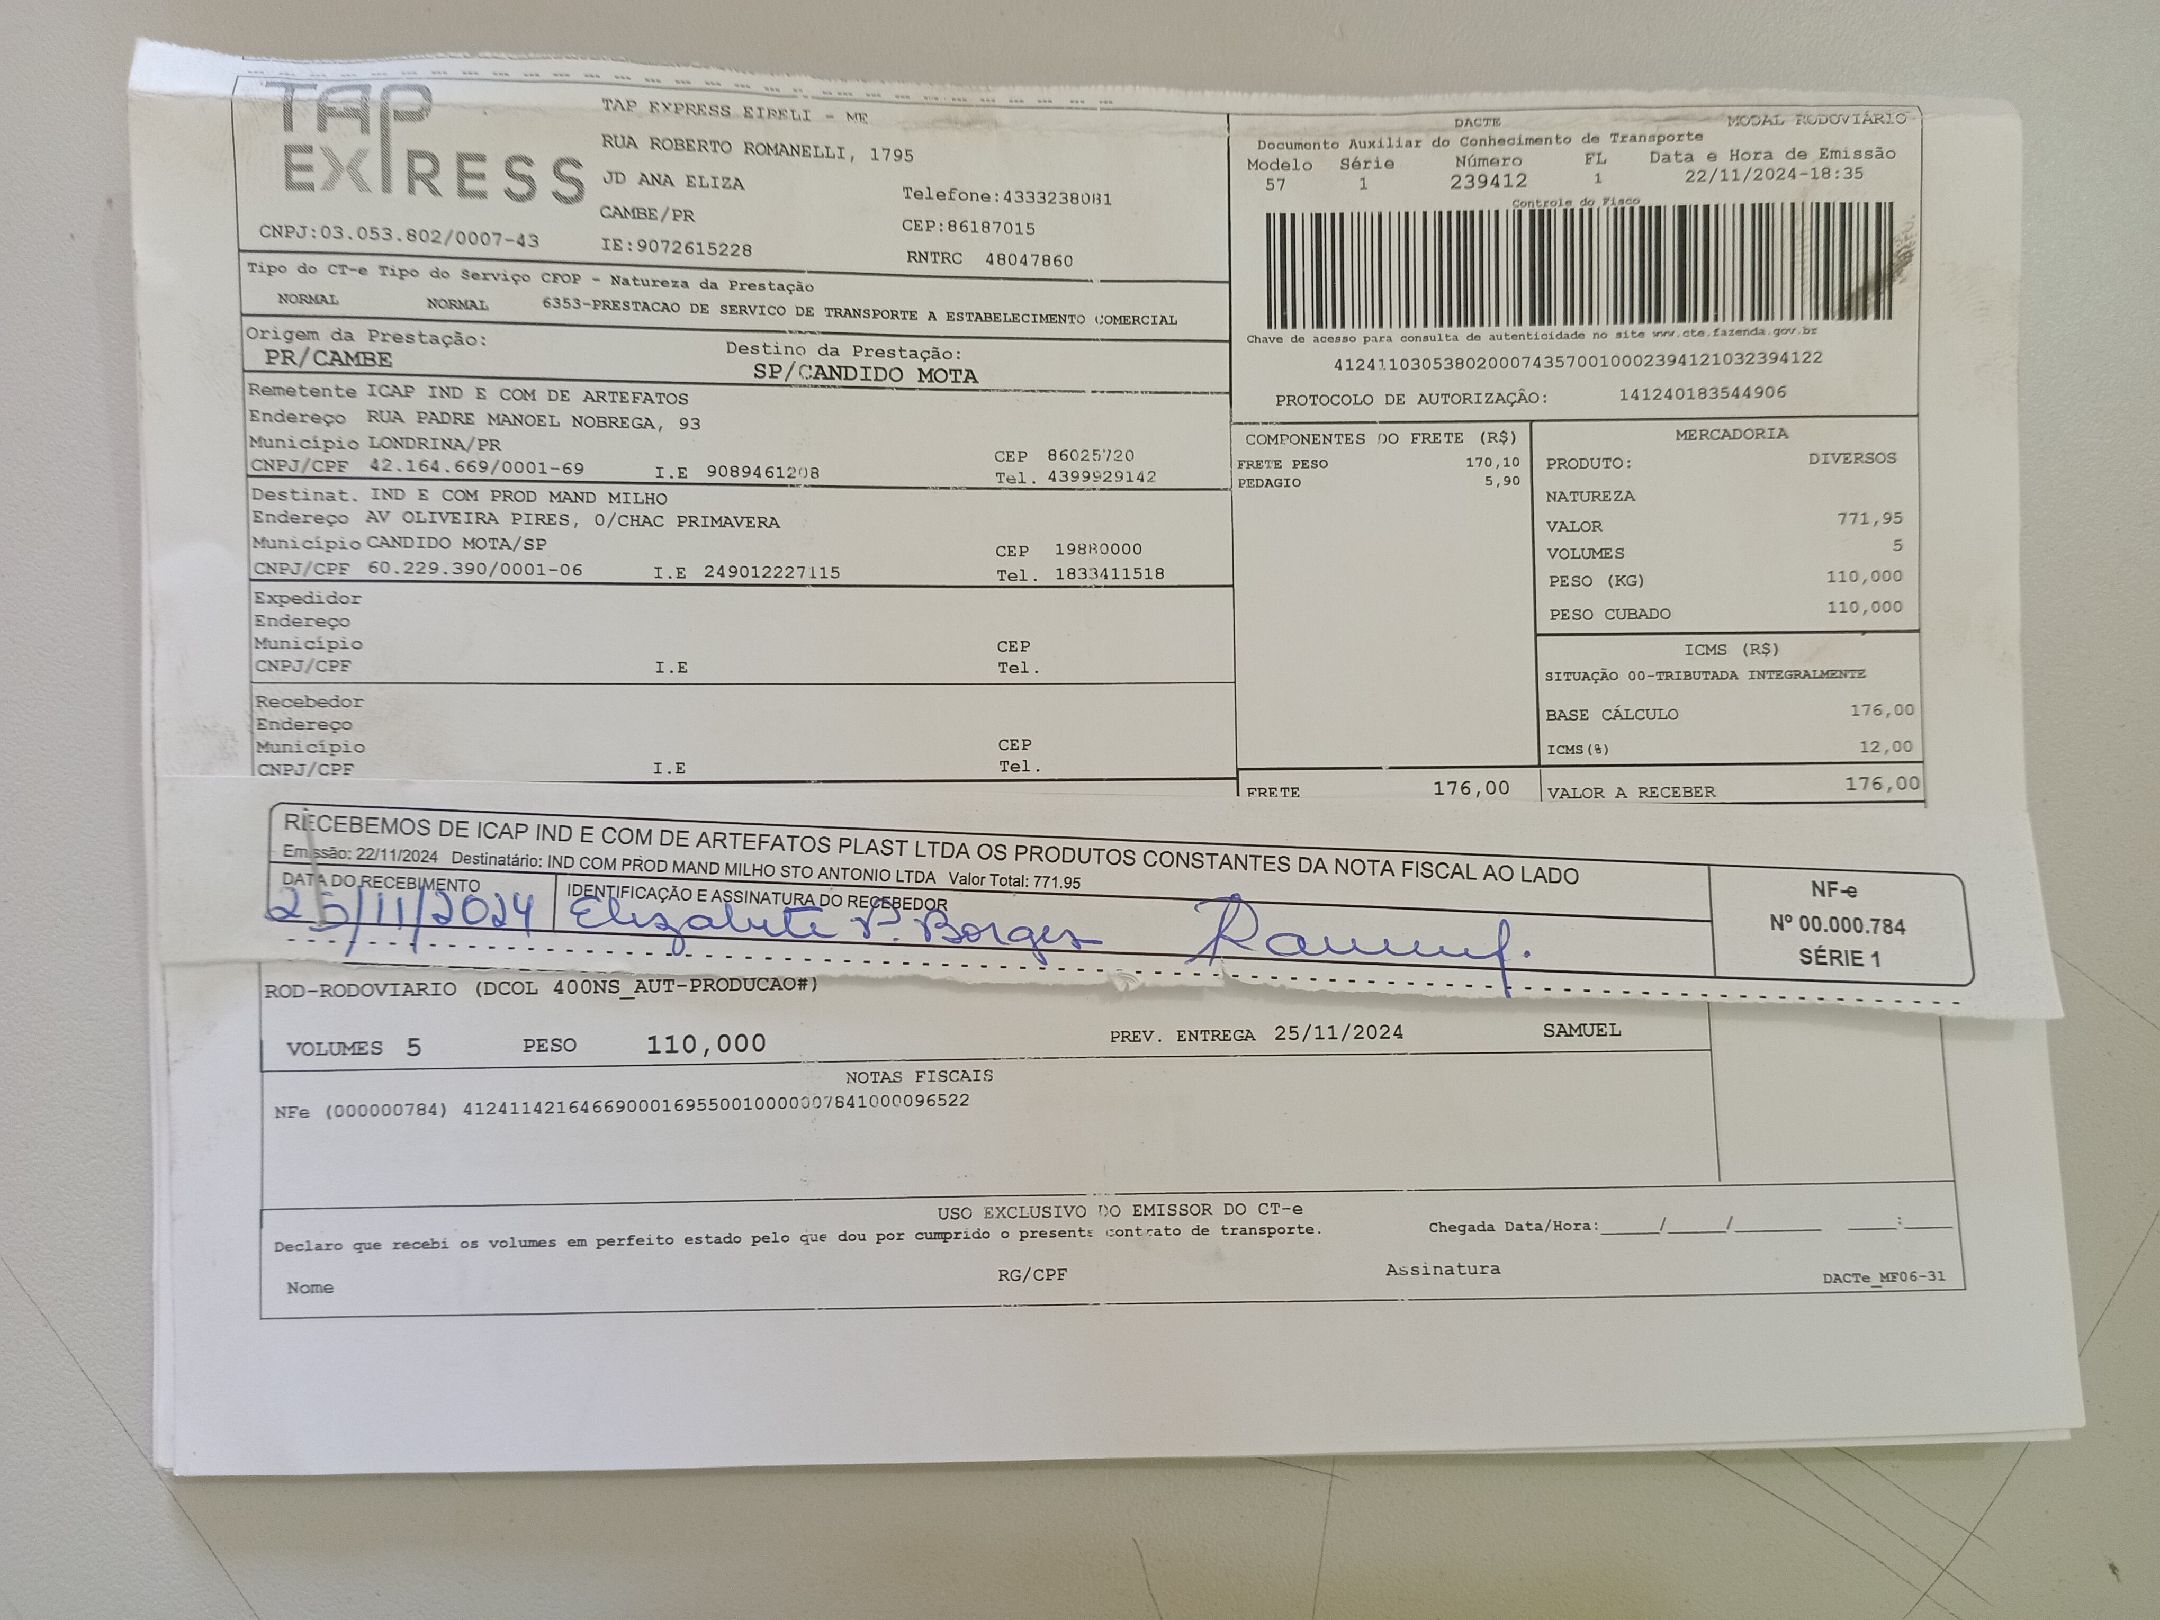 TAP EXPRESS
TAP EXPRESS EIRELI - ME
RUA ROBERTO ROMANELLI, 1795
JD ANA ELIZA
Telefone:4333238081
CAMBE/PR
CEP:86187015
CNPJ:03.053.802/0007-43
IE:9072615228
RNTRC 48047860
DACTE
MODAL RODOVIÁRIO
Documento Auxiliar do Conhecimento de Transporte
Modelo Série Número FL Data e Hora de Emissão
57 1 239412 1 22/11/2024-18:35
Controle do Fisco
Chave de acesso para consulta de autenticidade no site www.cte.fazenda.gov.br
41241103053802000743570010002394121032394122
PROTOCOLO DE AUTORIZAÇÃO: 141240183544906
Tipo do CT-e Tipo do Serviço CFOP - Natureza da Prestação
NORMAL NORMAL 6353-PRESTACAO DE SERVICO DE TRANSPORTE A ESTABELECIMENTO COMERCIAL
Origem da Prestação: Destino da Prestação:
PR/CAMBE SP/CANDIDO MOTA
Remetente ICAP IND E COM DE ARTEFATOS
Endereço RUA PADRE MANOEL NOBREGA, 93
Município LONDRINA/PR CEP 86025720
CNPJ/CPF 42.164.669/0001-69 I.E 9089461208 Tel. 4399929142
Destinat. IND E COM PROD MAND MILHO
Endereço AV OLIVEIRA PIRES, 0/CHAC PRIMAVERA
Município CANDIDO MOTA/SP CEP 19880000
CNPJ/CPF 60.229.390/0001-06 I.E 249012227115 Tel. 1833411518
Expedidor
Endereço
Município CEP
CNPJ/CPF I.E Tel.
Recebedor
Endereço
Município CEP
CNPJ/CPF I.E Tel.
COMPONENTES DO FRETE (R$)
FRETE PESO 170,10
PEDAGIO 5,90
FRETE 176,00
MERCADORIA
PRODUTO: DIVERSOS
NATUREZA
VALOR 771,95
VOLUMES 5
PESO (KG) 110,000
PESO CUBADO 110,000
ICMS (R$)
SITUAÇÃO 00-TRIBUTADA INTEGRALMENTE
BASE CÁLCULO 176,00
ICMS(%) 12,00
VALOR A RECEBER 176,00
RECEBEMOS DE ICAP IND E COM DE ARTEFATOS PLAST LTDA OS PRODUTOS CONSTANTES DA NOTA FISCAL AO LADO
Emissão: 22/11/2024 Destinatário: IND COM PROD MAND MILHO STO ANTONIO LTDA Valor Total: 771.95
DATA DO RECEBIMENTO IDENTIFICAÇÃO E ASSINATURA DO RECEBEDOR
25/11/2024 Elizabete P. Borges
NF-e
Nº 00.000.784
SÉRIE 1
ROD-RODOVIARIO (DCOL 400NS_AUT-PRODUCAO#)
VOLUMES 5 PESO 110,000 PREV. ENTREGA 25/11/2024 SAMUEL
NOTAS FISCAIS
NFe (000000784) 41241142164669000169550010000007841000096522
USO EXCLUSIVO DO EMISSOR DO CT-e
Declaro que recebi os volumes em perfeito estado pelo que dou por cumprido o presente contrato de transporte. Chegada Data/Hora:____/____/______ ___:___
Nome RG/CPF Assinatura DACTe_MF06-31